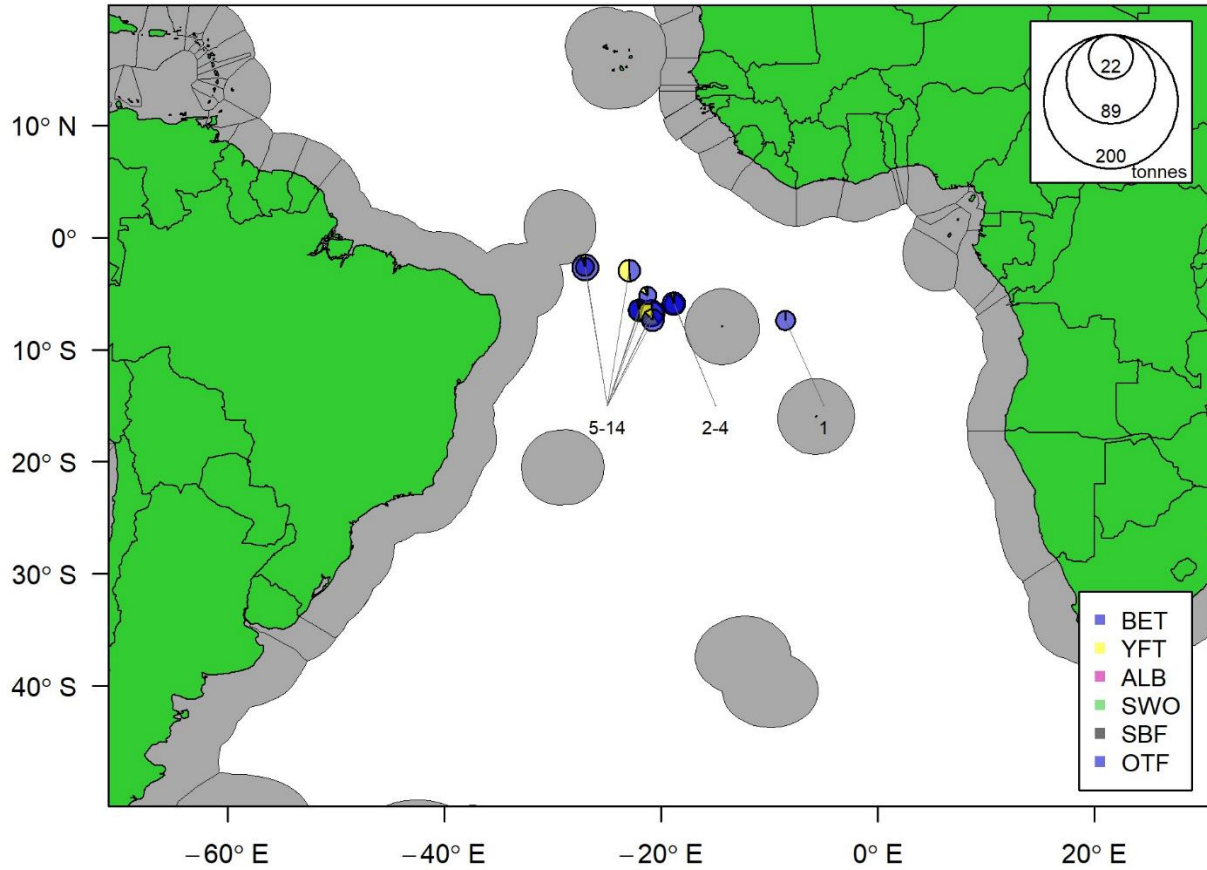 22
89
200
tonnes
10° N
0°
10° S
20° S
30° S
40° S
5-14
2-4
1
BET
YFT
ALB
SWO
SBF
OTF
−60° E
−40° E
−20° E
0° E
20° E